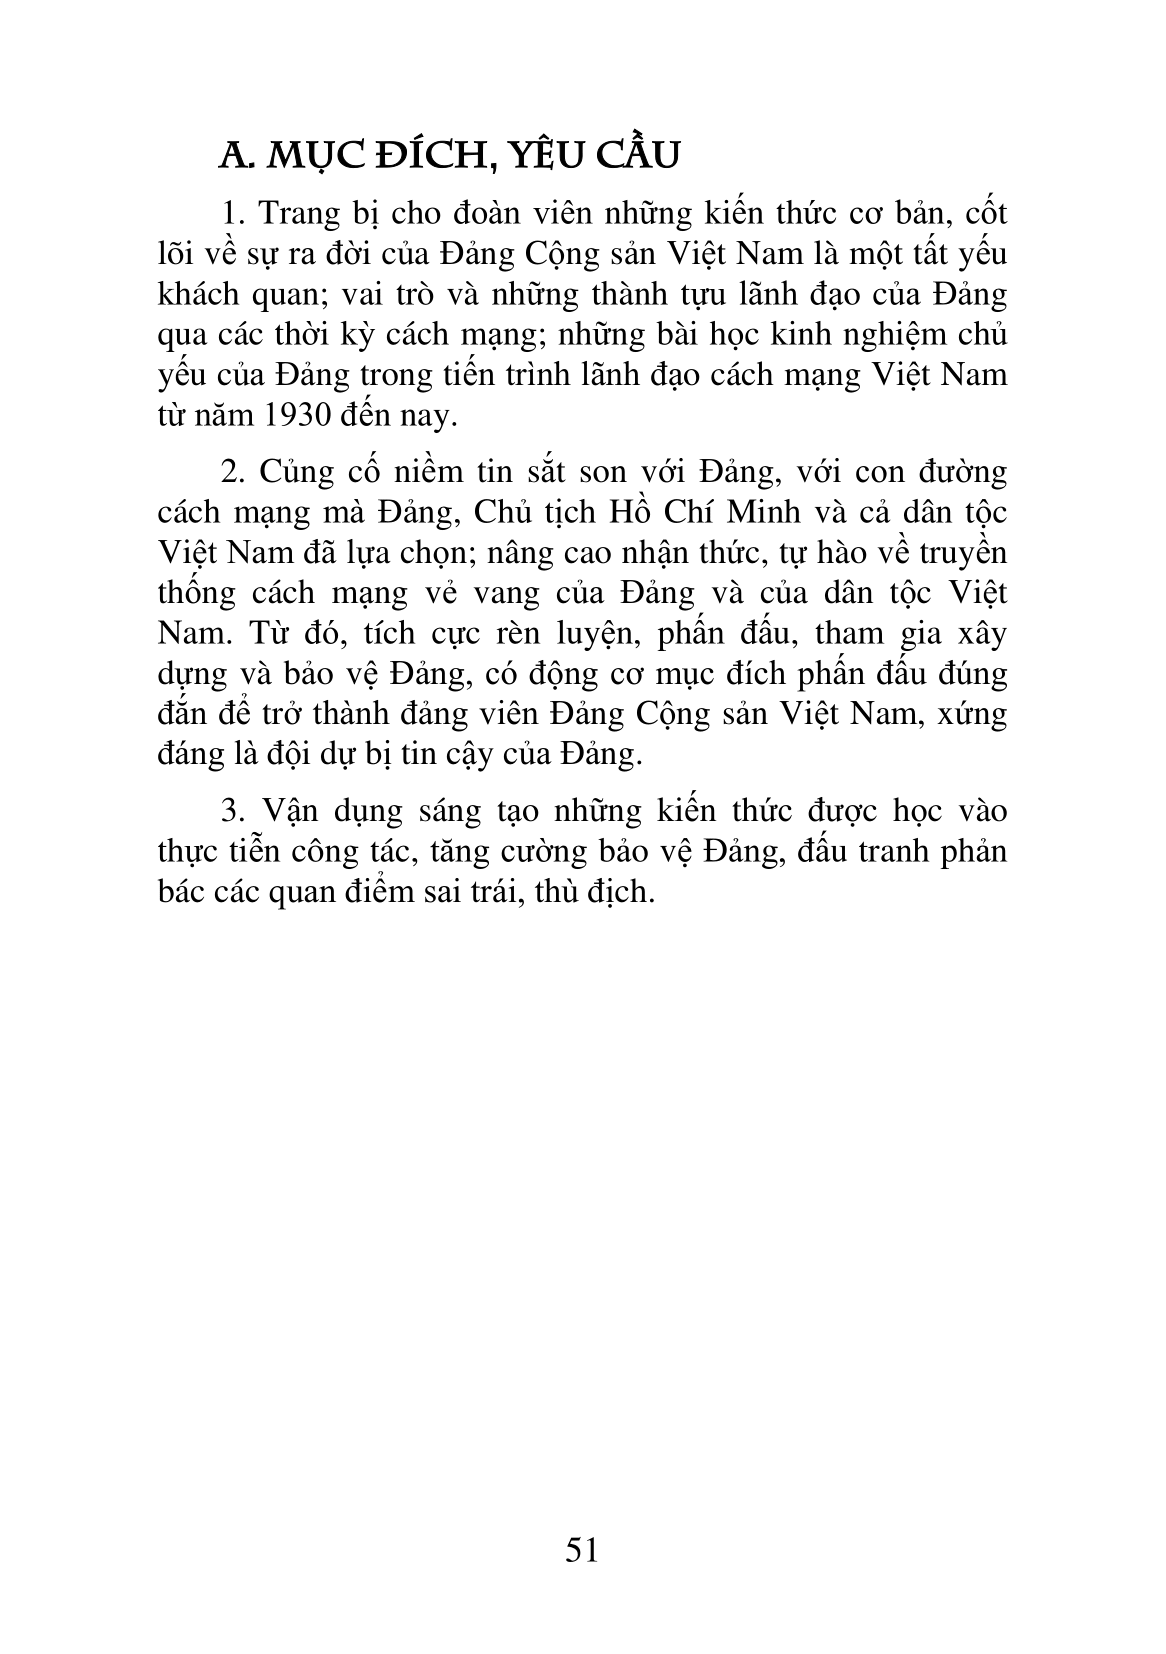 A. MỤC ĐÍCH, YÊU CẦU
1. Trang bị cho đoàn viên những kiến thức cơ bản, cốt
lõi về sự ra đời của Đảng Cộng sản Việt Nam là một tất yếu
khách quan; vai trò và những thành tựu lãnh đạo của Đảng
qua các thời kỳ cách mạng; những bài học kinh nghiệm chủ
yếu của Đảng trong tiến trình lãnh đạo cách mạng Việt Nam
từ năm 1930 đến nay.
2. Củng cố niềm tin sắt son với Đảng, với con đường
cách mạng mà Đảng, Chủ tịch Hồ Chí Minh và cả dân tộc
Việt Nam đã lựa chọn; nâng cao nhận thức, tự hào về truyền
thống cách mạng vẻ vang của Đảng và của dân tộc Việt
Nam. Từ đó, tích cực rèn luyện, phấn đấu, tham gia xây
dựng và bảo vệ Đảng, có động cơ mục đích phấn đấu đúng
đắn để trở thành đảng viên Đảng Cộng sản Việt Nam, xứng
đáng là đội dự bị tin cậy của Đảng.
3. Vận dụng sáng tạo những kiến thức được học vào
thực tiễn công tác, tăng cường bảo vệ Đảng, đấu tranh phản
bác các quan điểm sai trái, thù địch.
51